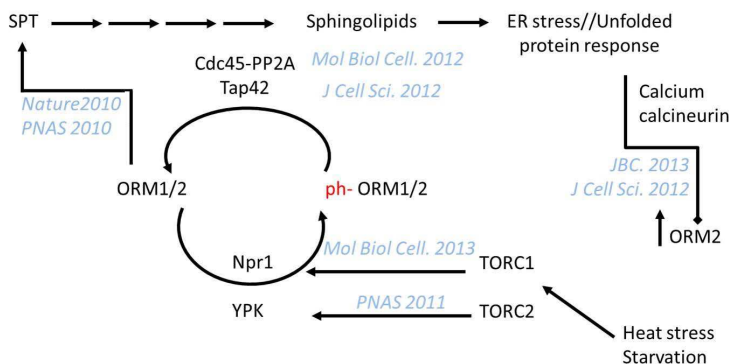 SPT
Sphingolipids
ER stress//Unfolded
protein response
Cdc45-PP2A
Tap42
Mol Biol Cell. 2012
J Cell Sci. 2012
Calcium
calcineurin
Nature2010
PNAS 2010
JBC. 2013
J Cell Sci. 2012
ORM1/2
ph- ORM1/2
ORM2
Mol Biol Cell. 2013
Npr1
TORC1
PNAS 2011
YPK
TORC2
Heat stress
Starvation